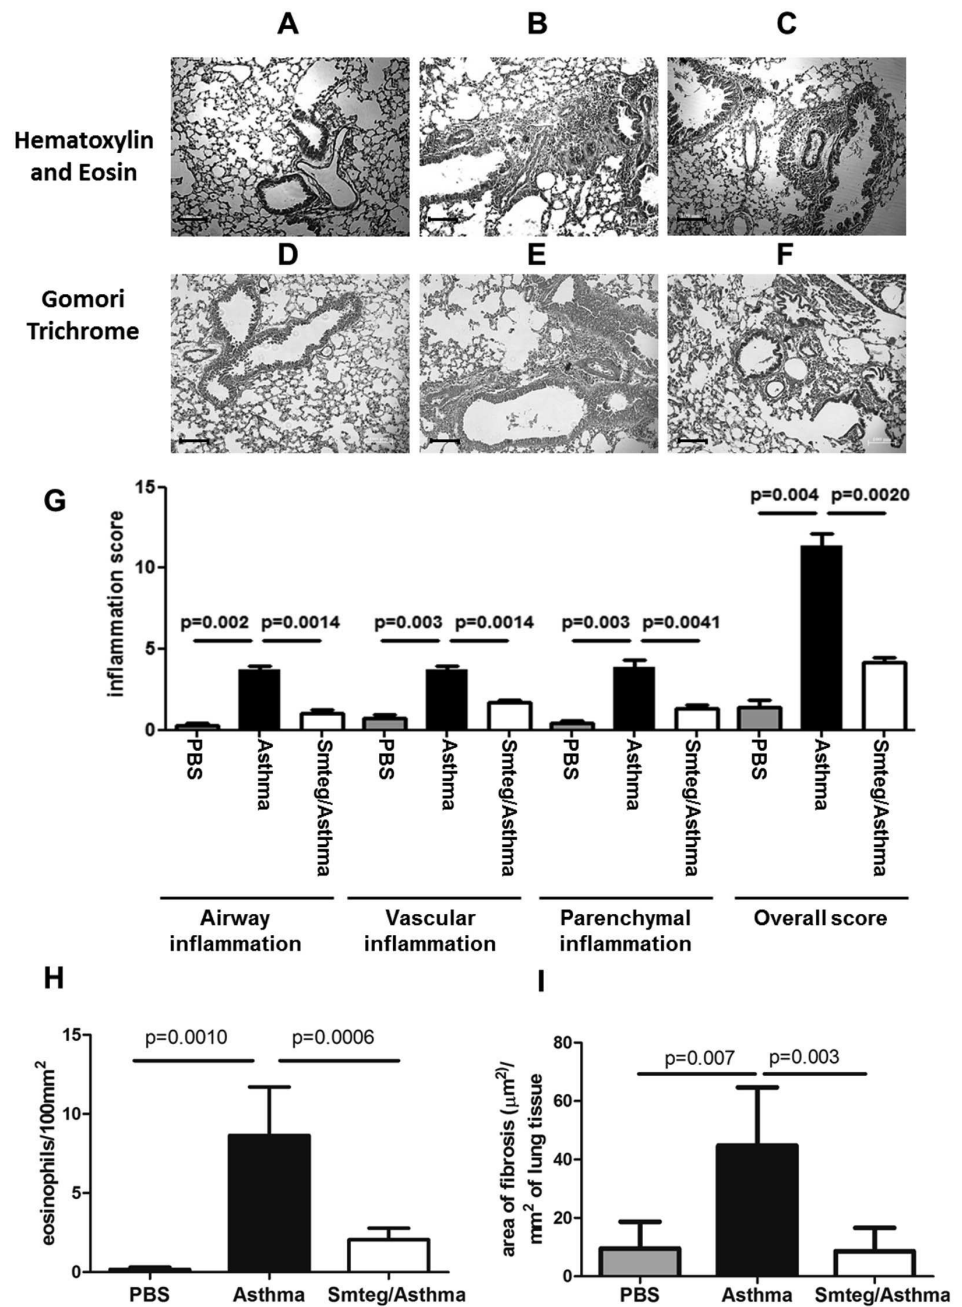 A B C
Hematoxylin
and Eosin
D E F
Gomori
Trichrome
G
inflammation score
15
10
5
0
p=0.002 p=0.0014 p=0.003 p=0.0014 p=0.003 p=0.0041 p=0.004 p=0.0020
PBS Asthma Smteg/Asthma PBS Asthma Smteg/Asthma PBS Asthma Smteg/Asthma PBS Asthma Smteg/Asthma
Airway
inflammation
Vascular
inflammation
Parenchymal
inflammation
Overall score
H
eosinophils/100mm²
15
10
5
0
p=0.0010 p=0.0006
PBS Asthma Smteg/Asthma
I
area of fibrosis (μm²)/
mm² of lung tissue
80
60
40
20
0
p=0.007 p=0.003
PBS Asthma Smteg/Asthma